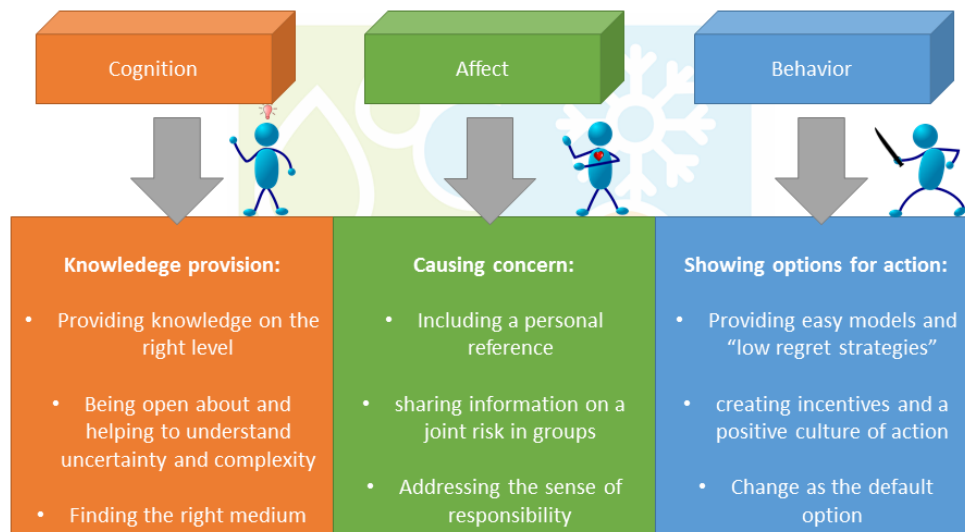 Cognition
Affect
Behavior
Knowledege provision:
• Providing knowledge on the
right level
• Being open about and
helping to understand
uncertainty and complexity
• Finding the right medium
Causing concern:
• Including a personal
reference
• sharing information on a
joint risk in groups
• Addressing the sense of
responsibility
Showing options for action:
• Providing easy models and
“low regret strategies”
• creating incentives and a
positive culture of action
• Change as the default
option